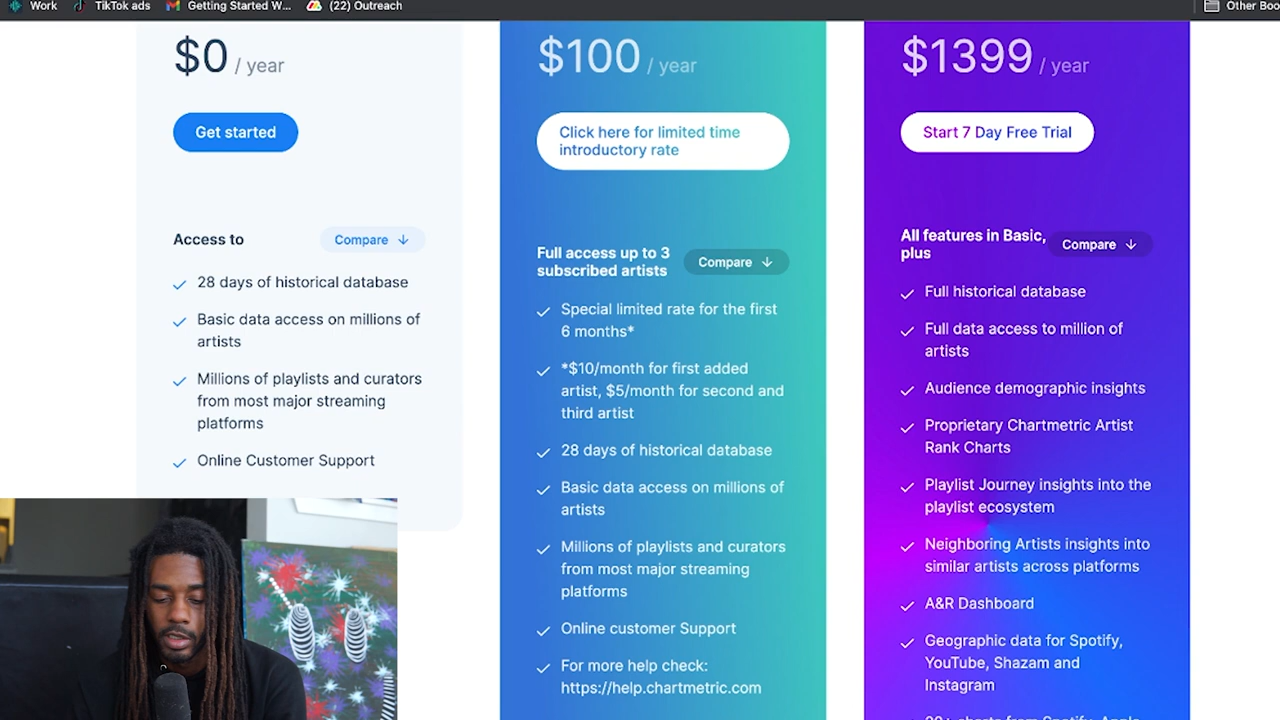 Work
TikTok ads
Getting Started W...
(22) Outreach
Other Boo
$0 / year
Get started
Access to
Compare ↓
28 days of historical database
Basic data access on millions of
artists
Millions of playlists and curators
from most major streaming
platforms
Online Customer Support
$100 / year
Click here for limited time
introductory rate
Full access up to 3
subscribed artists
Compare ↓
Special limited rate for the first
6 months*
*$10/month for first added
artist, $5/month for second and
third artist
28 days of historical database
Basic data access on millions of
artists
Millions of playlists and curators
from most major streaming
platforms
Online customer Support
For more help check:
https://help.chartmetric.com
$1399 / year
Start 7 Day Free Trial
All features in Basic,
plus
Compare ↓
Full historical database
Full data access to million of
artists
Audience demographic insights
Proprietary Chartmetric Artist
Rank Charts
Playlist Journey insights into the
playlist ecosystem
Neighboring Artists insights into
similar artists across platforms
A&R Dashboard
Geographic data for Spotify,
YouTube, Shazam and
Instagram